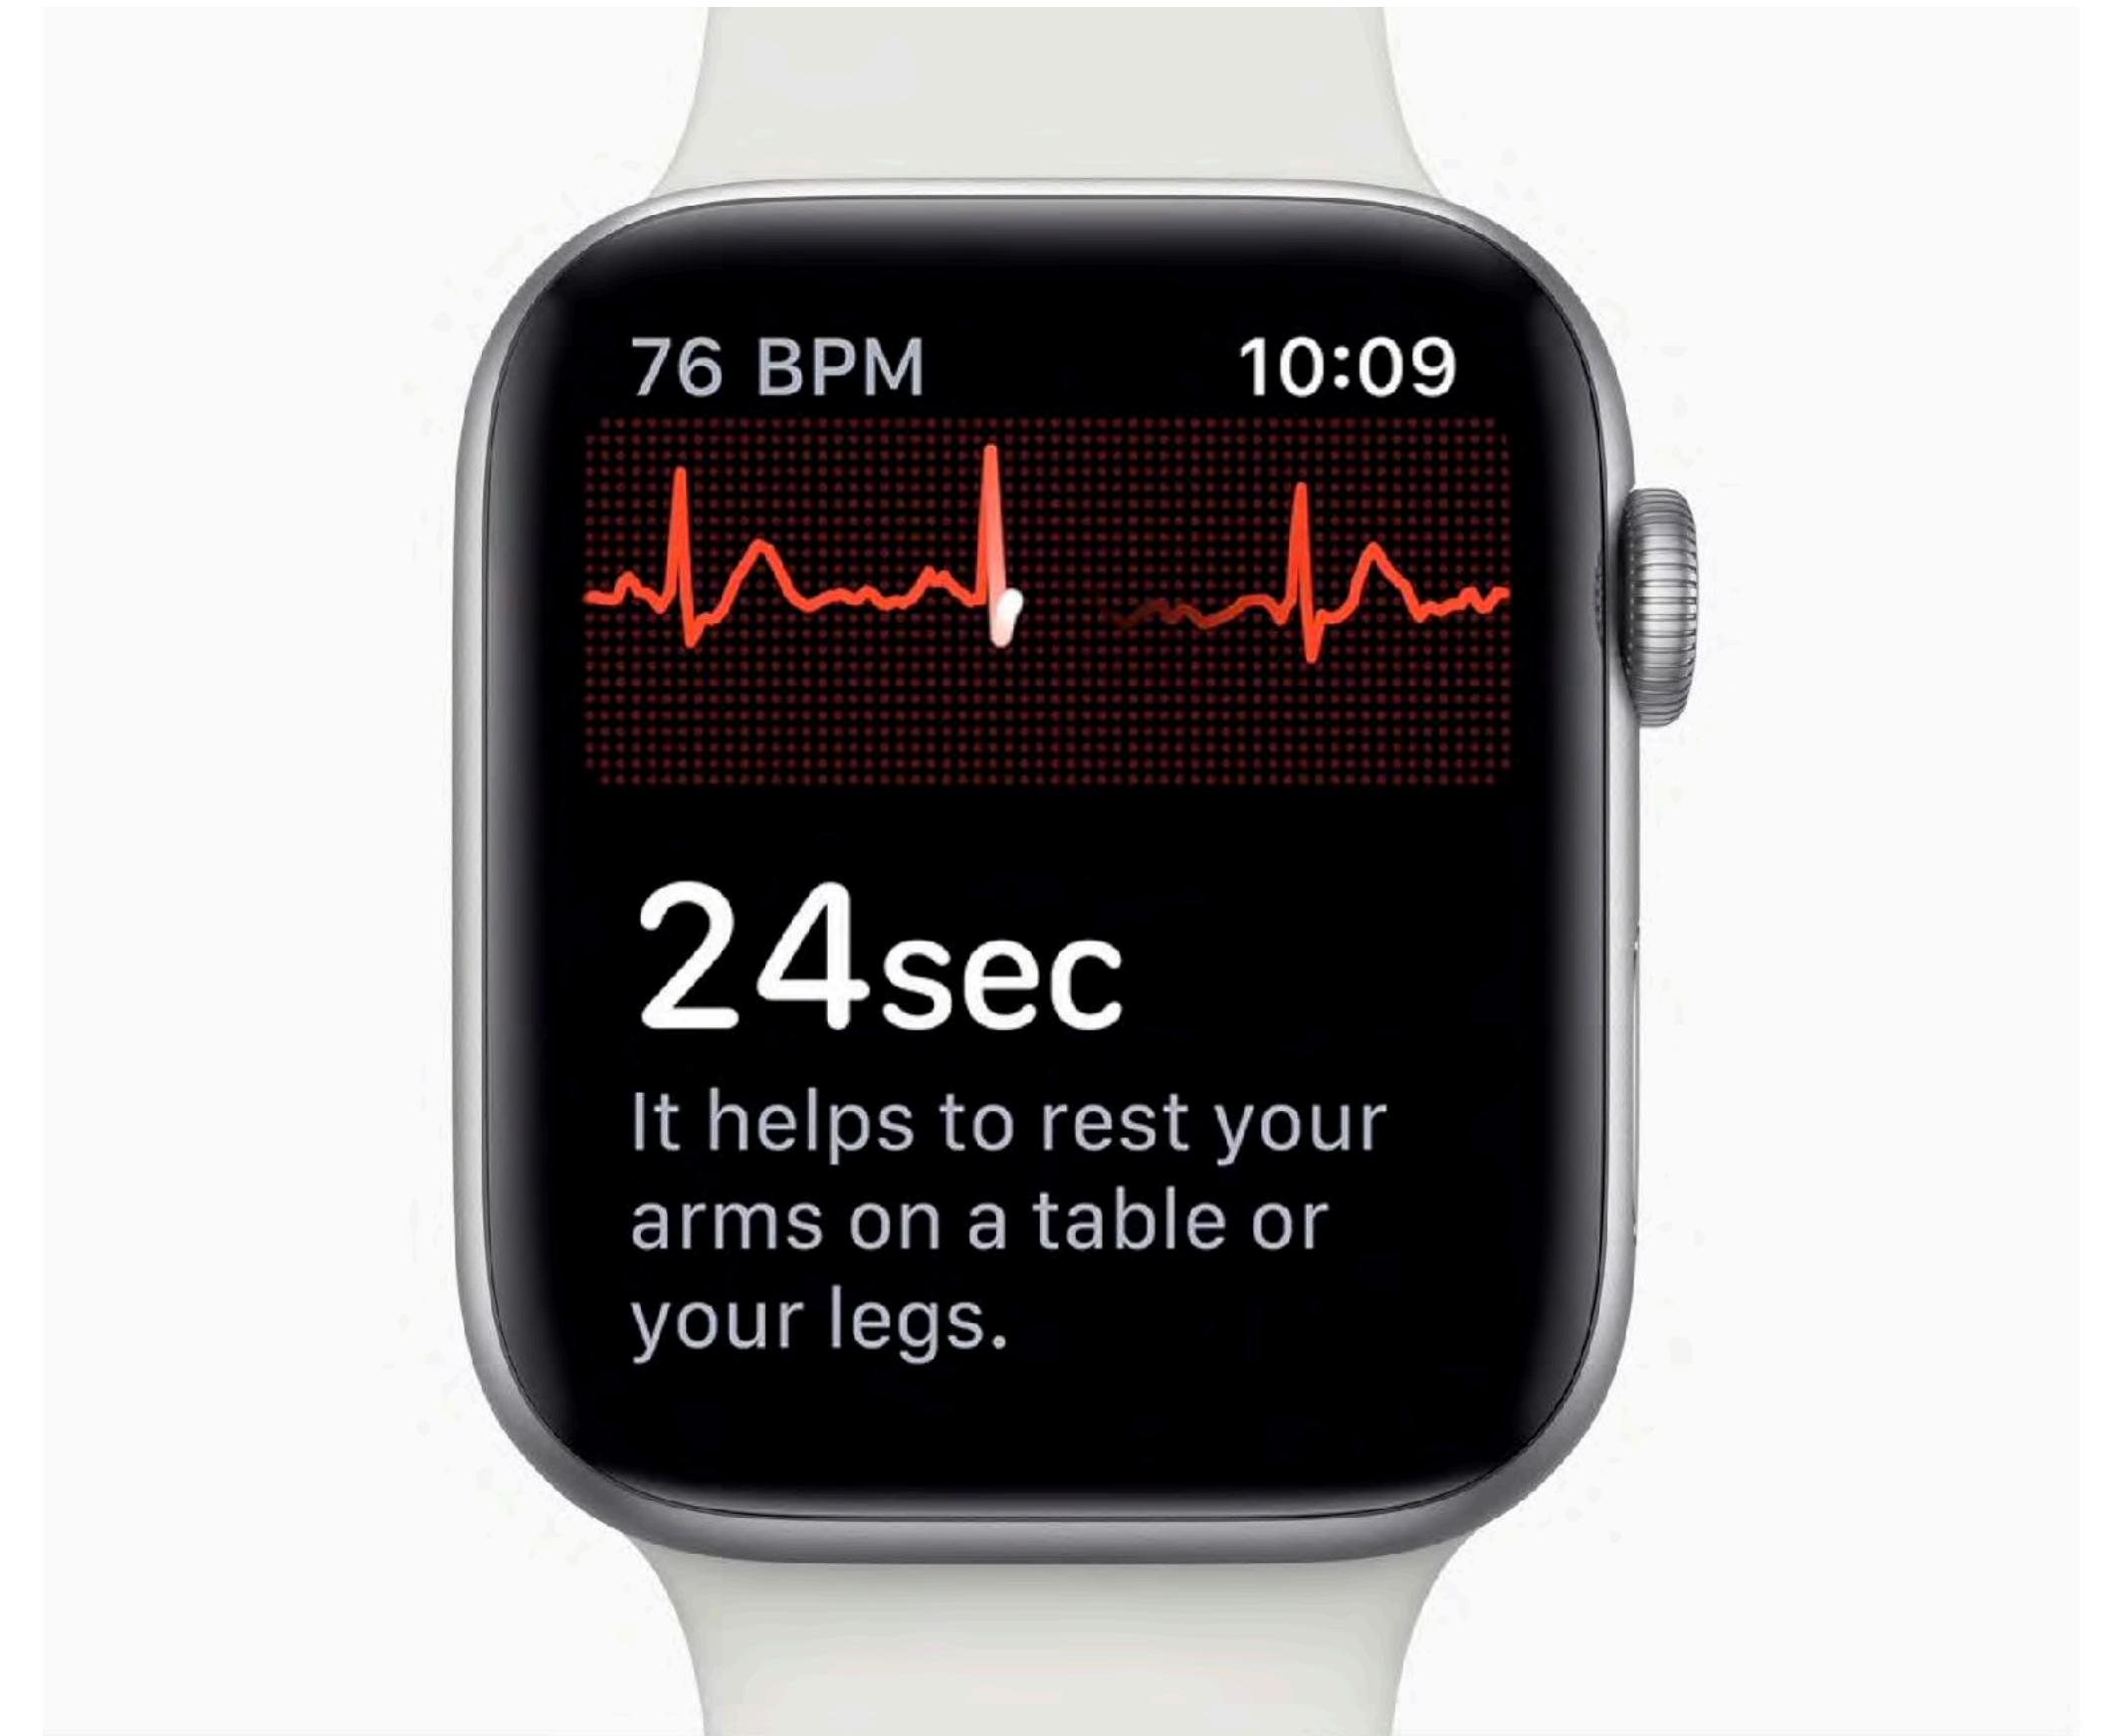 76 BPM 10:09
24sec
It helps to rest your
arms on a table or
your legs.